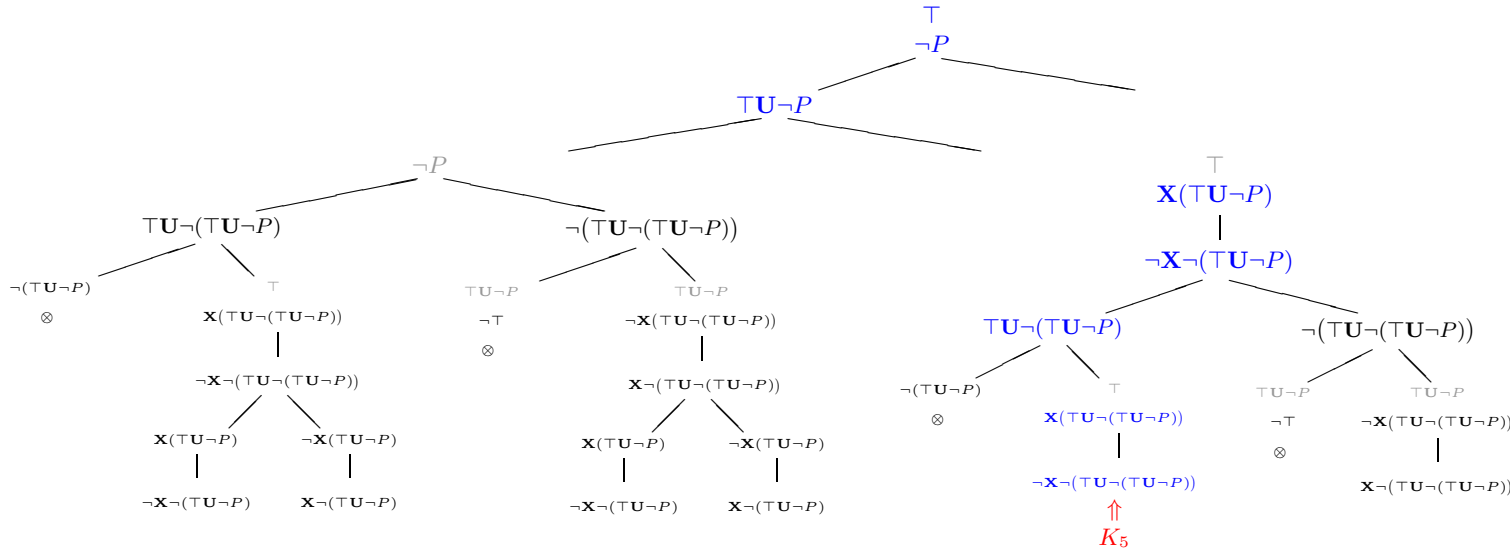 ⊤
¬P
⊤U¬P
¬P
⊤
X(⊤U¬P)
⊤U¬(⊤U¬P)
¬(⊤U¬(⊤U¬P))
¬X¬(⊤U¬P)
¬(⊤U¬P)
⊗
⊤
X(⊤U¬(⊤U¬P))
⊤U¬P
¬⊤
⊗
⊤U¬P
¬X(⊤U¬(⊤U¬P))
⊤U¬(⊤U¬P)
¬(⊤U¬(⊤U¬P))
¬X¬(⊤U¬(⊤U¬P))
X¬(⊤U¬(⊤U¬P))
¬(⊤U¬P)
⊗
⊤
X(⊤U¬(⊤U¬P))
⊤U¬P
¬⊤
⊗
⊤U¬P
¬X(⊤U¬(⊤U¬P))
X(⊤U¬P)
¬X(⊤U¬P)
X(⊤U¬P)
¬X(⊤U¬P)
¬X¬(⊤U¬(⊤U¬P))
X¬(⊤U¬(⊤U¬P))
¬X¬(⊤U¬P)
X¬(⊤U¬P)
¬X¬(⊤U¬P)
X¬(⊤U¬P)
⇑
K₅